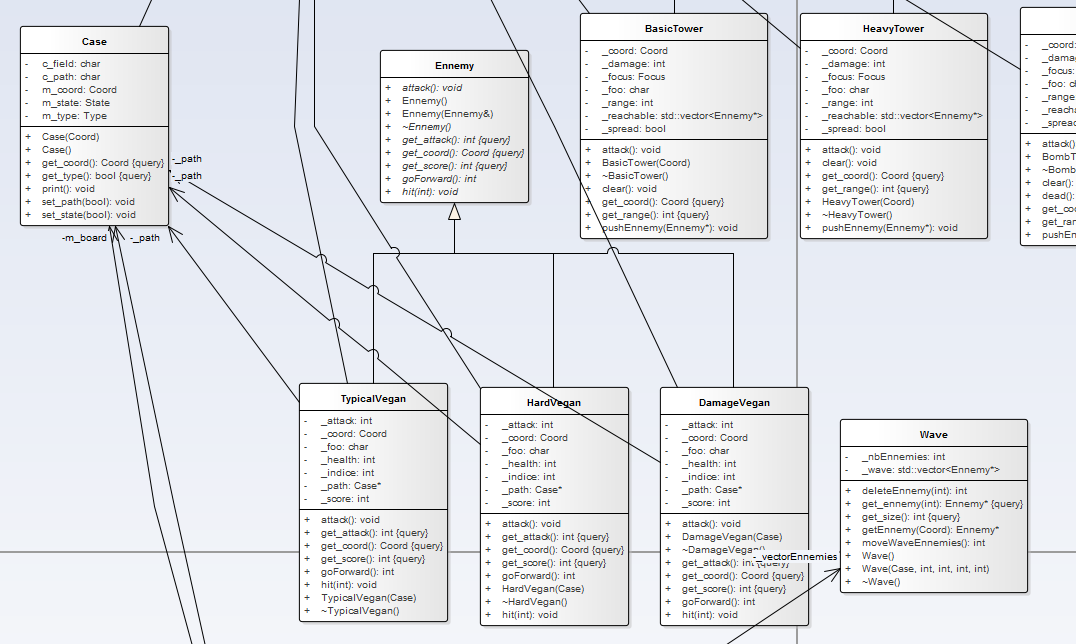 Case
- c_field: char
- c_path: char
- m_coord: Coord
- m_state: State
- m_type: Type
+ Case(Coord)
+ Case()
+ get_coord(): Coord {query}
+ get_type(): bool {query}
+ print(): void
+ set_path(bool): void
+ set_state(bool): void
-_path
-_path
-m_board
-_path
Ennemy
+ attack(): void
+ Ennemy()
+ Ennemy(Ennemy&)
+ ~Ennemy()
+ get_attack(): int {query}
+ get_coord(): Coord {query}
+ get_score(): int {query}
+ goForward(): int
+ hit(int): void
BasicTower
- _coord: Coord
- _damage: int
- _focus: Focus
- _foo: char
- _range: int
- _reachable: std::vector<Ennemy*>
- _spread: bool
+ attack(): void
+ BasicTower(Coord)
+ ~BasicTower()
+ clear(): void
+ get_coord(): Coord {query}
+ get_range(): int {query}
+ pushEnnemy(Ennemy*): void
HeavyTower
- _coord: Coord
- _damage: int
- _focus: Focus
- _foo: char
- _range: int
- _reachable: std::vector<Ennemy*>
- _spread: bool
+ attack(): void
+ clear(): void
+ get_coord(): Coord {query}
+ get_range(): int {query}
+ HeavyTower(Coord)
+ ~HeavyTower()
+ pushEnnemy(Ennemy*): void
- _coord:
- _focus:
- _range
+ attack()
+ clear():
+ dead():
TypicalVegan
- _attack: int
- _coord: Coord
- _foo: char
- _health: int
- _indice: int
- _path: Case*
- _score: int
+ attack(): void
+ get_attack(): int {query}
+ get_coord(): Coord {query}
+ get_score(): int {query}
+ goForward(): int
+ hit(int): void
+ TypicalVegan(Case)
+ ~TypicalVegan()
HardVegan
- _attack: int
- _coord: Coord
- _foo: char
- _health: int
- _indice: int
- _path: Case*
- _score: int
+ attack(): void
+ get_attack(): int {query}
+ get_coord(): Coord {query}
+ get_score(): int {query}
+ goForward(): int
+ HardVegan(Case)
+ ~HardVegan()
+ hit(int): void
DamageVegan
- _attack: int
- _coord: Coord
- _foo: char
- _health: int
- _indice: int
- _path: Case*
- _score: int
+ attack(): void
+ DamageVegan(Case)
+ ~DamageVegan()
+ get_attack(): int {query}
+ get_coord(): Coord {query}
+ get_score(): int {query}
+ goForward(): int
+ hit(int): void
-_vectorEnnemies
Wave
- _nbEnnemies: int
- _wave: std::vector<Ennemy*>
+ deleteEnnemy(int): int
+ get_ennemy(int): Ennemy* {query}
+ get_size(): int {query}
+ getEnnemy(Coord): Ennemy*
+ moveWaveEnnemies(): int
+ Wave()
+ Wave(Case, int, int, int, int)
+ ~Wave()